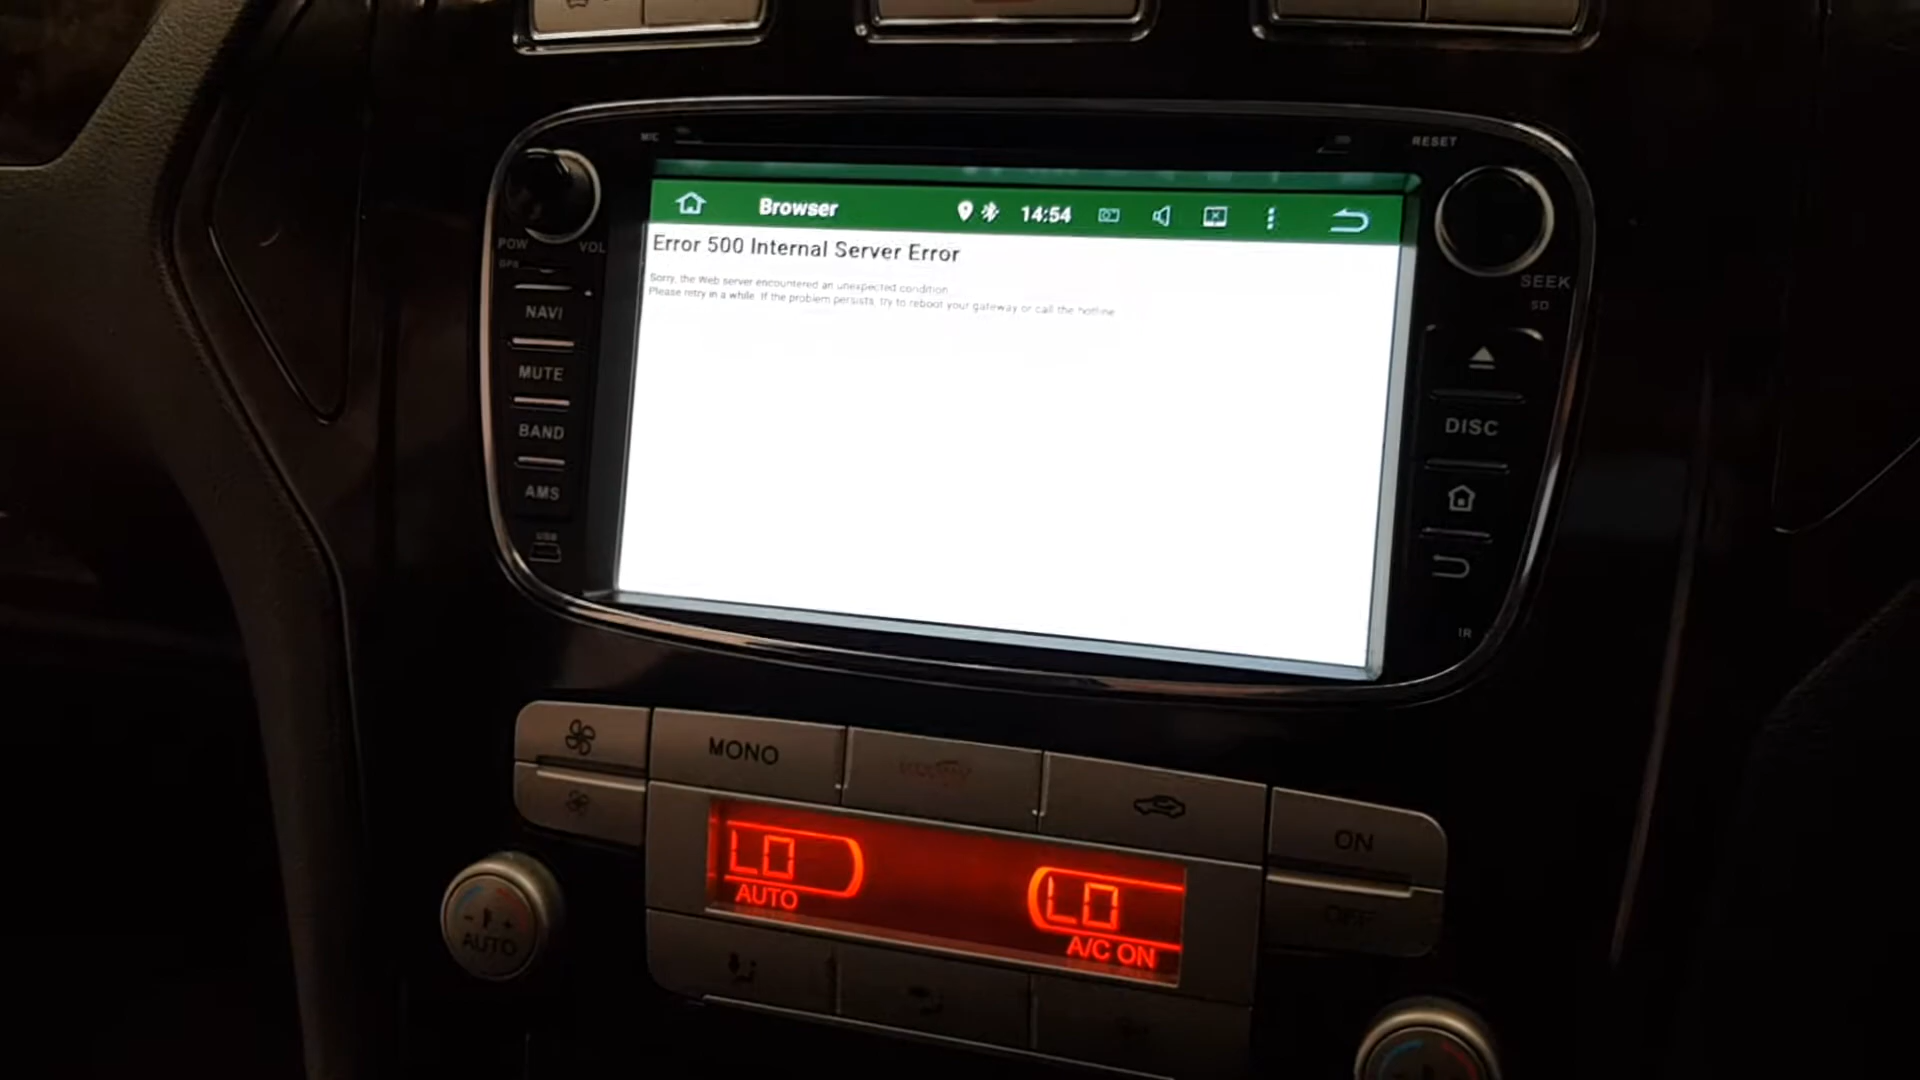 MIC
RESET
Browser
14:54
Error 500 Internal Server Error
Sorry, the Web server encountered an unexpected condition
Please retry in a while. If the problem persists, try to reboot your gateway or call the hotline
POW
VOL
GPS
NAVI
MUTE
BAND
AMS
USB
SEEK
SD
DISC
IR
MONO
ON
OFF
LO
AUTO
LO
A/C ON
- +
AUTO